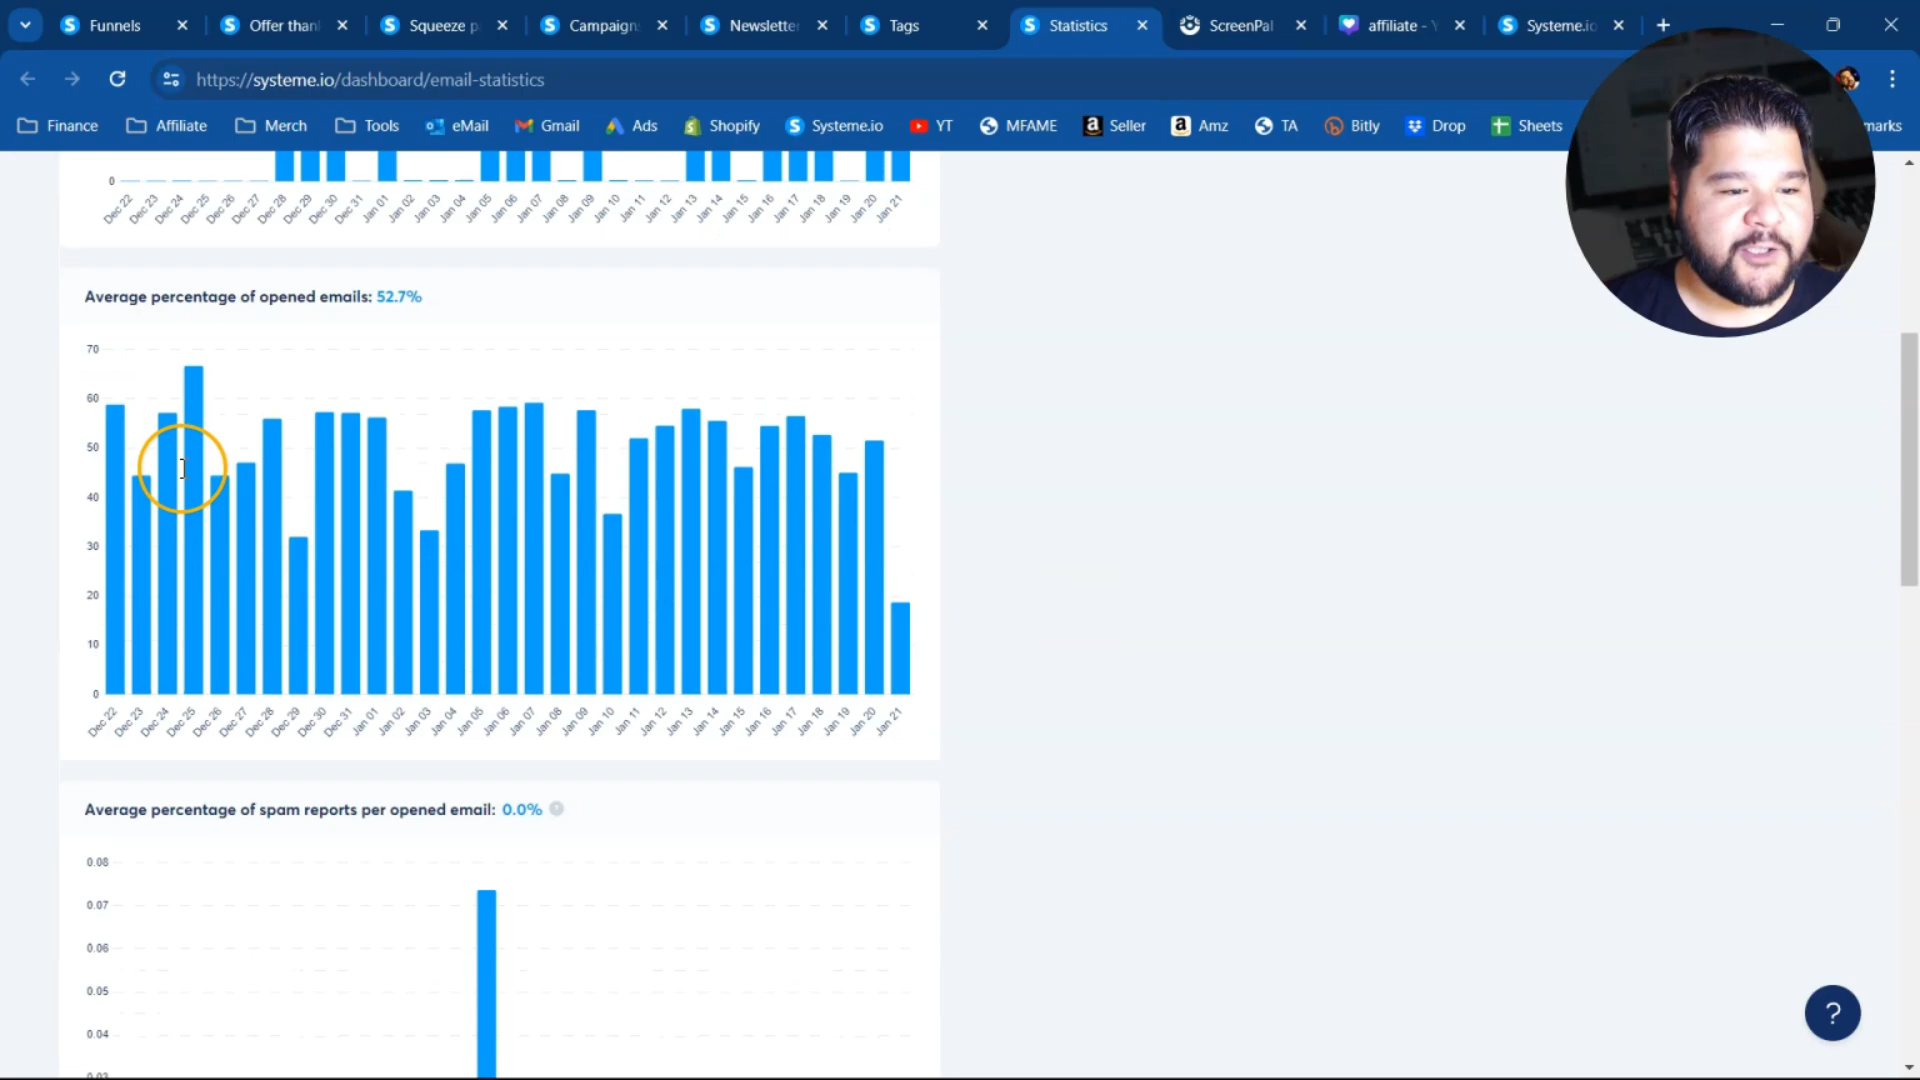 Funnels
Offer than
Squeeze p
Campaign
Newslette
Tags
Statistics
ScreenPal
affiliate - Y
Systeme.io
https://systeme.io/dashboard/email-statistics
Finance
Affiliate
Merch
Tools
eMail
Gmail
Ads
Shopify
Systeme.io
YT
MFAME
Seller
Amz
TA
Bitly
Drop
Sheets
marks
0
Dec 22 Dec 23 Dec 24 Dec 25 Dec 26 Dec 27 Dec 28 Dec 29 Dec 30 Dec 31 Jan 01 Jan 02 Jan 03 Jan 04 Jan 05 Jan 06 Jan 07 Jan 08 Jan 09 Jan 10 Jan 11 Jan 12 Jan 13 Jan 14 Jan 15 Jan 16 Jan 17 Jan 18 Jan 19 Jan 20 Jan 21
Average percentage of opened emails: 52.7%
70
60
50
40
30
20
10
0
Dec 22 Dec 23 Dec 24 Dec 25 Dec 26 Dec 27 Dec 28 Dec 29 Dec 30 Dec 31 Jan 01 Jan 02 Jan 03 Jan 04 Jan 05 Jan 06 Jan 07 Jan 08 Jan 09 Jan 10 Jan 11 Jan 12 Jan 13 Jan 14 Jan 15 Jan 16 Jan 17 Jan 18 Jan 19 Jan 20 Jan 21
Average percentage of spam reports per opened email: 0.0%
0.08
0.07
0.06
0.05
0.04
0.03
?